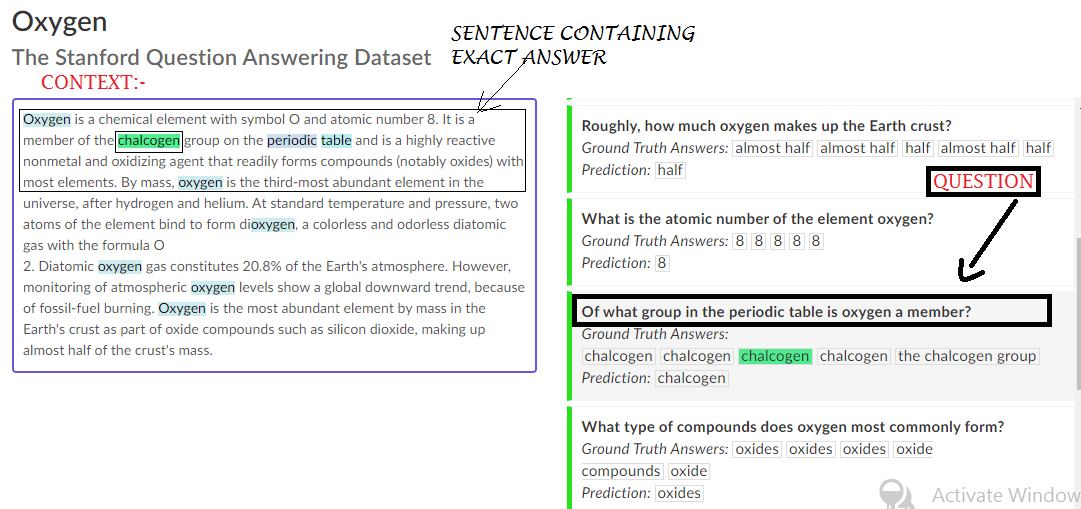 Oxygen
The Stanford Question Answering Dataset
SENTENCE CONTAINING
EXACT ANSWER
CONTEXT:-
Oxygen is a chemical element with symbol O and atomic number 8. It is a
member of the chalcogen group on the periodic table and is a highly reactive
nonmetal and oxidizing agent that readily forms compounds (notably oxides) with
most elements. By mass, oxygen is the third-most abundant element in the
universe, after hydrogen and helium. At standard temperature and pressure, two
atoms of the element bind to form dioxygen, a colorless and odorless diatomic
gas with the formula O
2. Diatomic oxygen gas constitutes 20.8% of the Earth's atmosphere. However,
monitoring of atmospheric oxygen levels show a global downward trend, because
of fossil-fuel burning. Oxygen is the most abundant element by mass in the
Earth's crust as part of oxide compounds such as silicon dioxide, making up
almost half of the crust's mass.
Roughly, how much oxygen makes up the Earth crust?
Ground Truth Answers: almost half almost half half almost half half
Prediction: half
QUESTION
What is the atomic number of the element oxygen?
Ground Truth Answers: 8 8 8 8 8
Prediction: 8
Of what group in the periodic table is oxygen a member?
Ground Truth Answers:
chalcogen chalcogen chalcogen chalcogen the chalcogen group
Prediction: chalcogen
What type of compounds does oxygen most commonly form?
Ground Truth Answers: oxides oxides oxides oxide
compounds oxide
Prediction: oxides
Activate Window